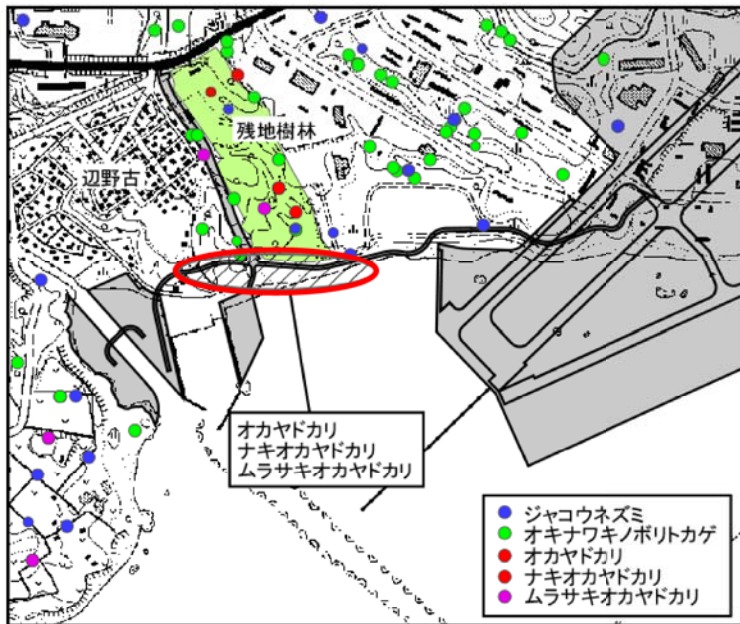 残地樹林
辺野古
オカヤドカリ
ナキオカヤドカリ
ムラサキオカヤドカリ
ジャコウネズミ
オキナワキノボリトカゲ
オカヤドカリ
ナキオカヤドカリ
ムラサキオカヤドカリ